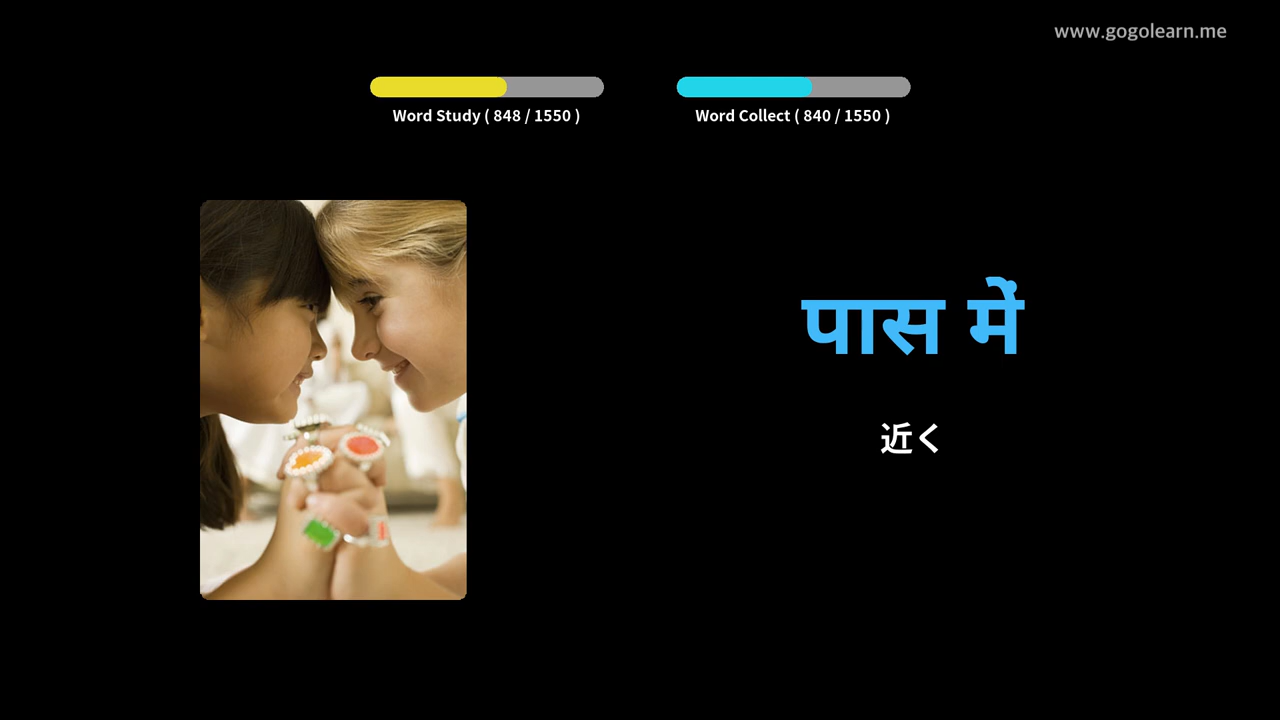 www.gogolearn.me
Word Study ( 848 / 1550 )
Word Collect ( 840 / 1550 )
पास में
近く